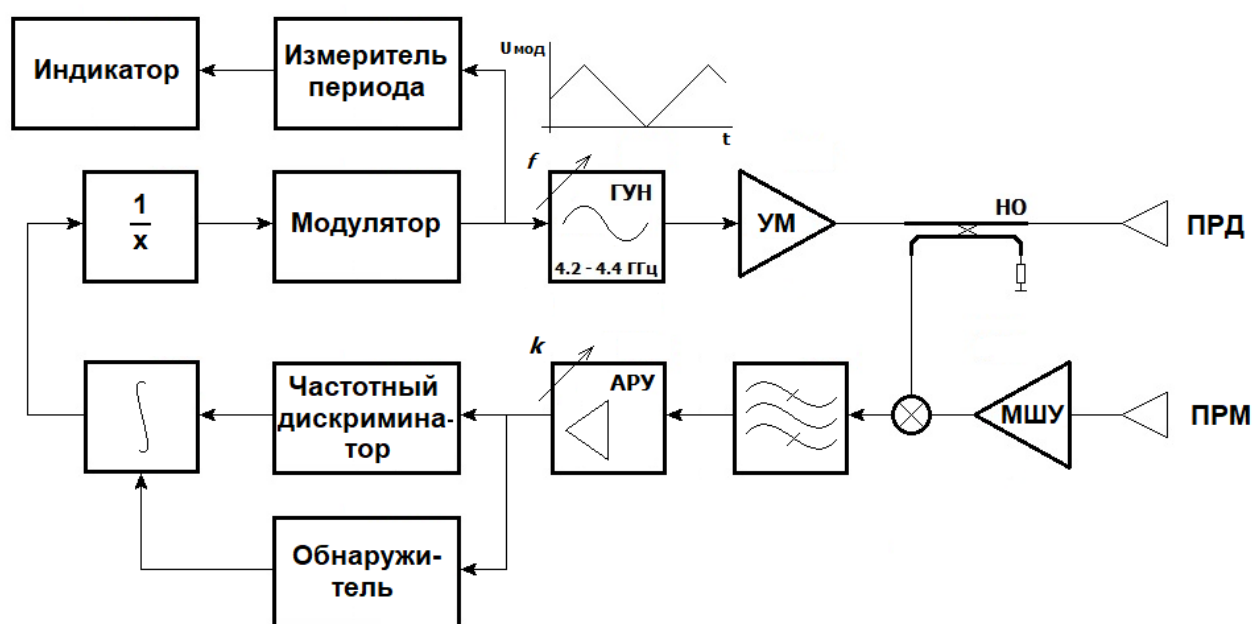 Индикатор
Измеритель
периода
U мод
t
1
x
Модулятор
f
ГУН
4.2 - 4.4 ГГц
УМ
НО
ПРД
Частотный
дискримина-
тор
k
АРУ
МШУ
ПРМ
Обнаружи-
тель